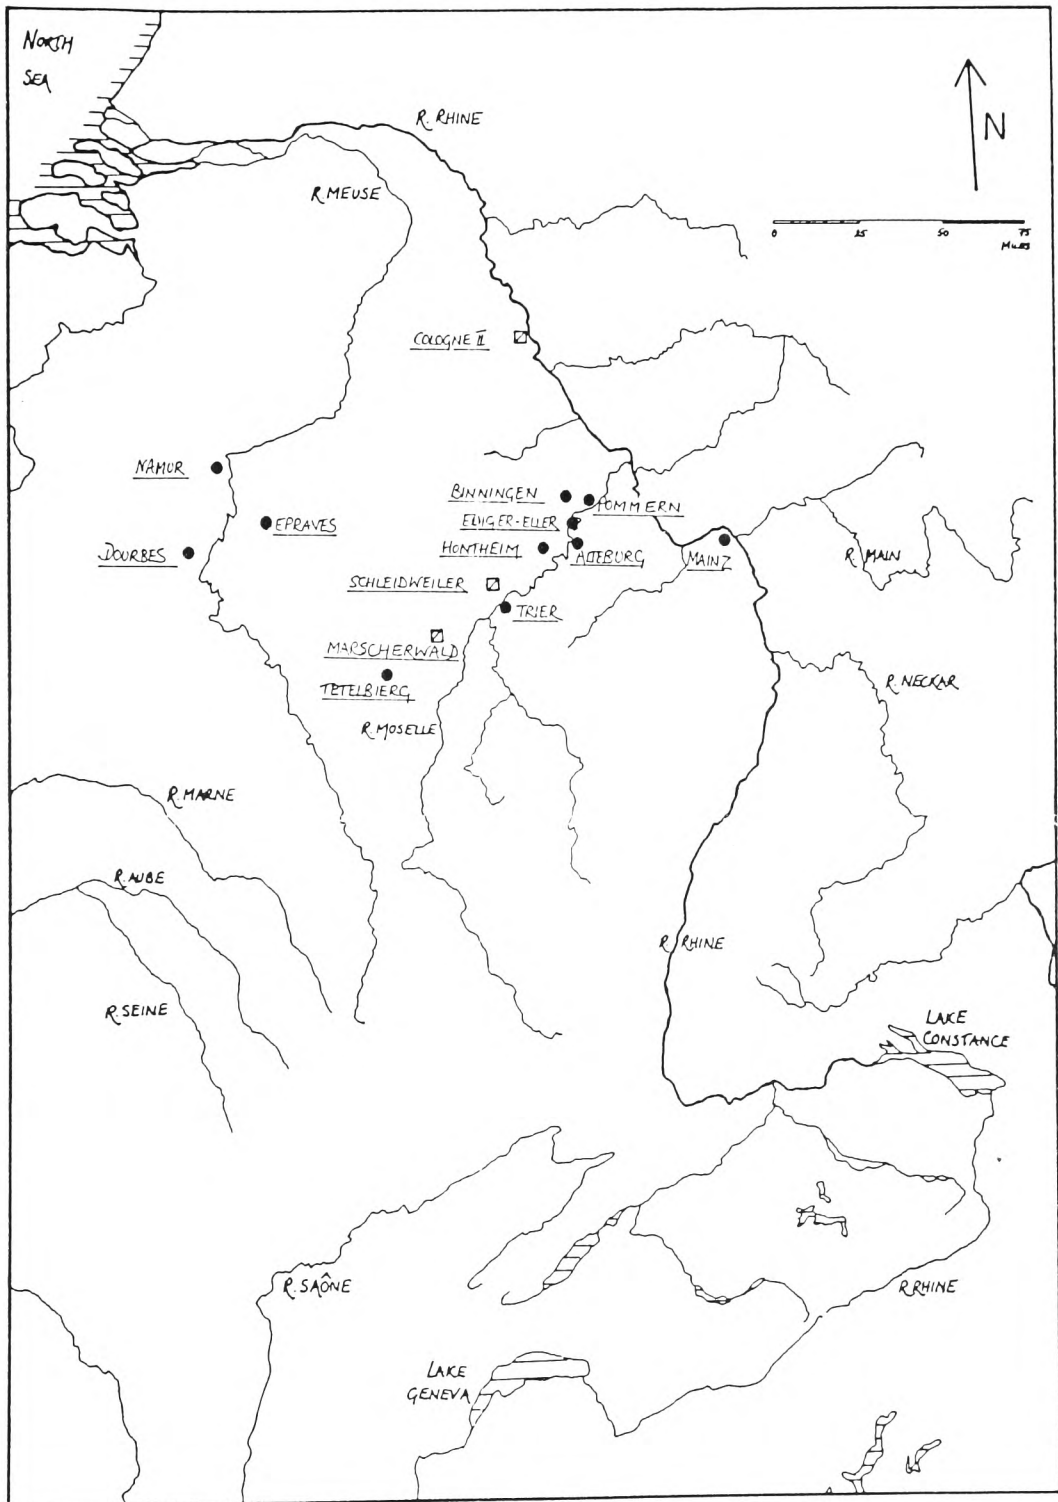 NORTH
SEA
R. RHINE
N
R. MEUSE
0 25 50 75
MILES
COLOGNE II
NAMUR
BINNINGEN
POMMERN
EPRAVES
ELLIGER-ELLER
DOURBES
HONTHEIM
ALTEBURG
MAINZ
R. MAIN
SCHLEIDWEILER
TRIER
MARSCHERWALD
TETELBIERG
R. NECKAR
R. MOSELLE
R. MARNE
R. AUBE
R. RHINE
R. SEINE
LAKE
CONSTANCE
R. SAÔNE
R. RHINE
LAKE
GENEVA